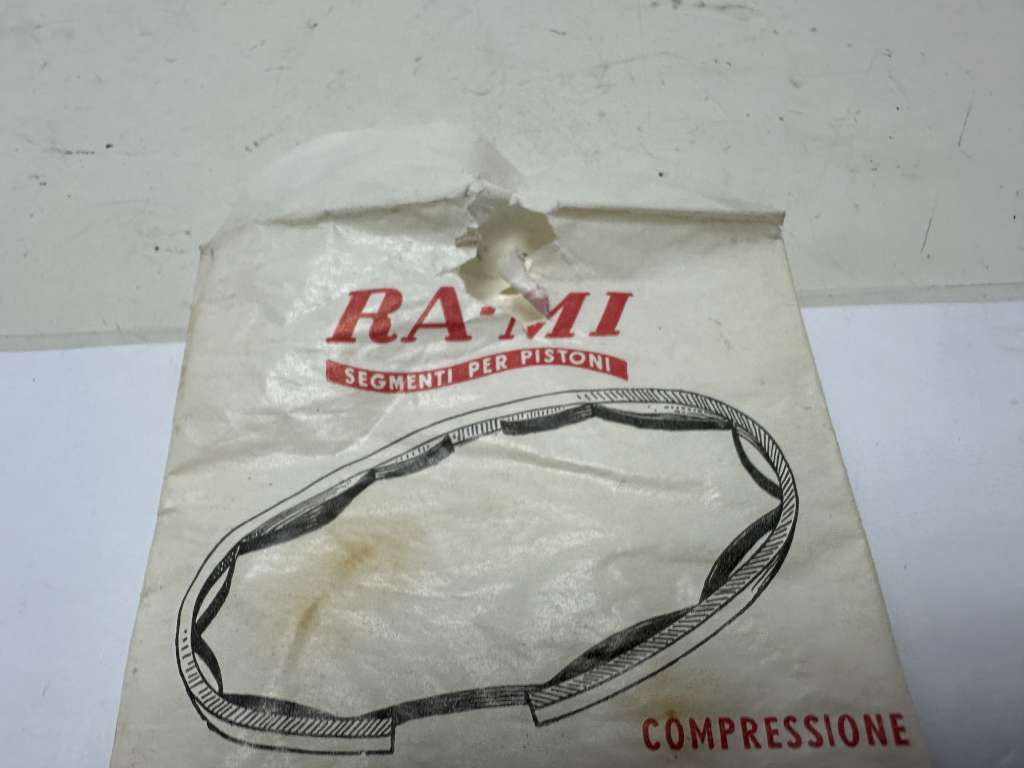 RA·MI
SEGMENTI PER PISTONI
COMPRESSIONE